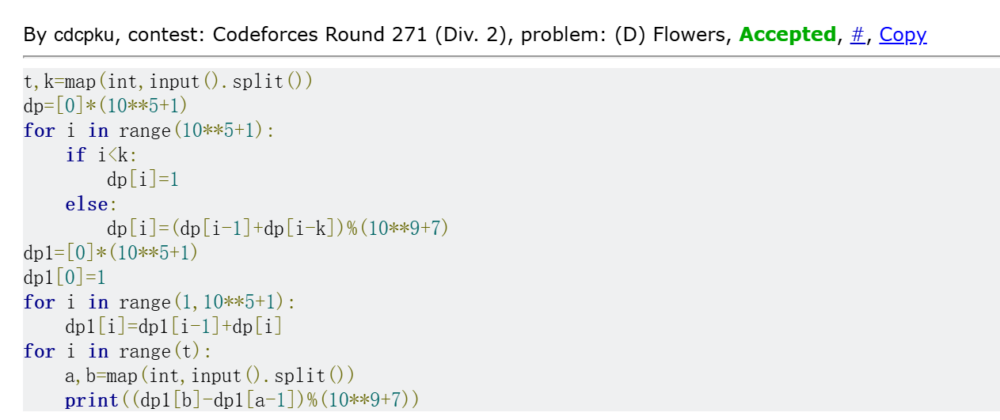 By cdcpku, contest: Codeforces Round 271 (Div. 2), problem: (D) Flowers, Accepted, #, Copy
t,k=map(int,input().split())
dp=[0]*(10**5+1)
for i in range(10**5+1):
    if i<k:
        dp[i]=1
    else:
        dp[i]=(dp[i-1]+dp[i-k])%(10**9+7)
dp1=[0]*(10**5+1)
dp1[0]=1
for i in range(1,10**5+1):
    dp1[i]=dp1[i-1]+dp[i]
for i in range(t):
    a,b=map(int,input().split())
    print((dp1[b]-dp1[a-1])%(10**9+7))